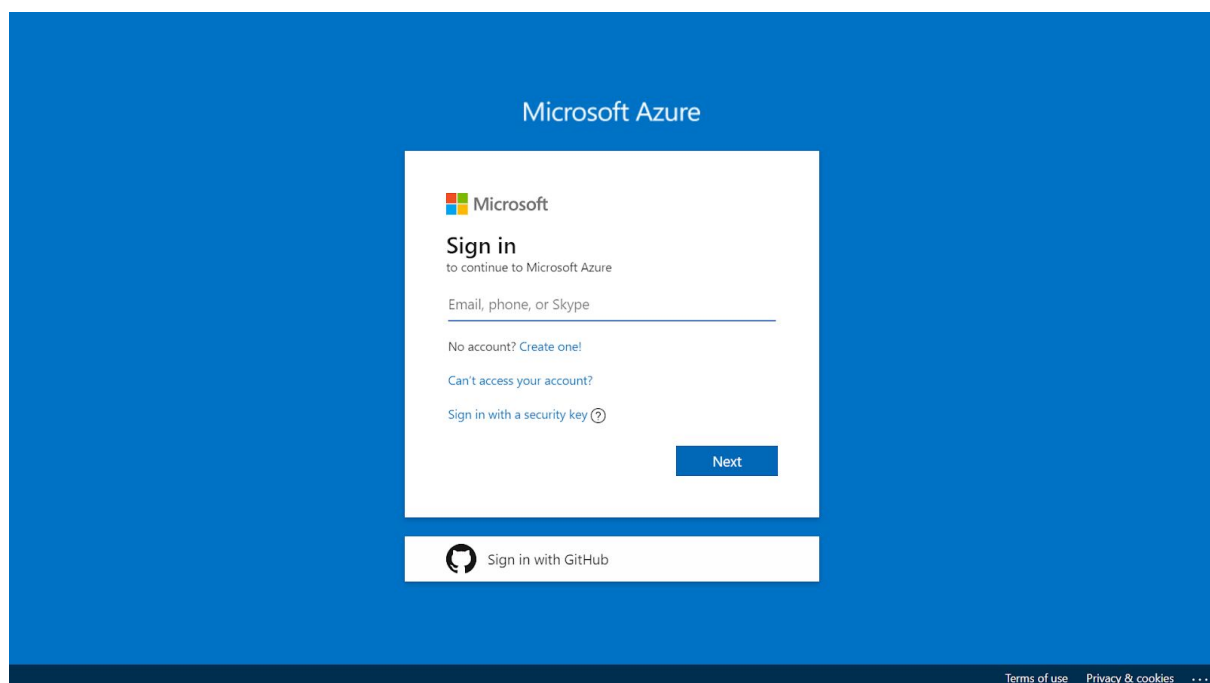 Microsoft Azure
Microsoft
Sign in
to continue to Microsoft Azure
Email, phone, or Skype
No account? Create one!
Can't access your account?
Sign in with a security key
Next
Sign in with GitHub
Terms of use Privacy & cookies ...